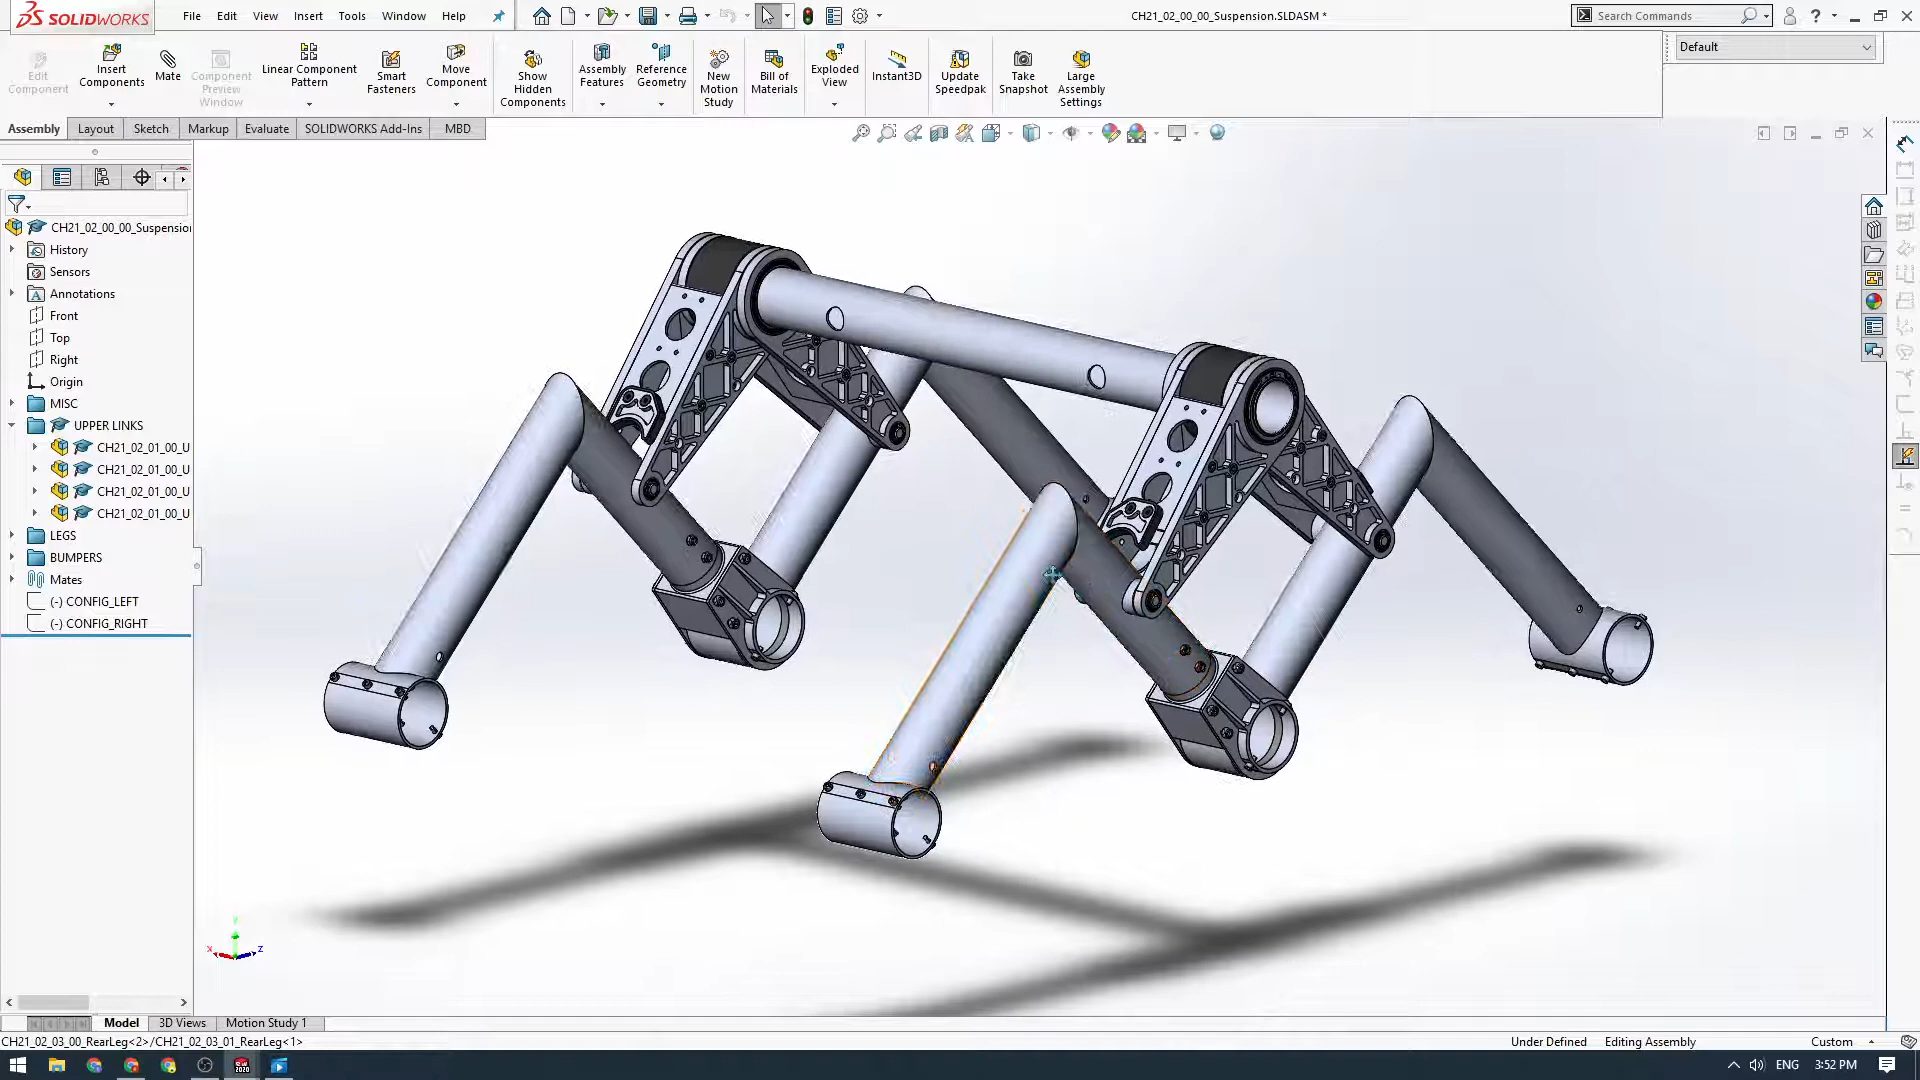 SOLIDWORKS
File Edit View Insert Tools Window Help
CH21_02_00_00_Suspension.SLDASM *
Search Commands
Edit Component
Insert Components
Mate
Component Preview Window
Linear Component Pattern
Smart Fasteners
Move Component
Show Hidden Components
Assembly Features
Reference Geometry
New Motion Study
Bill of Materials
Exploded View
Instant3D
Update Speedpak
Take Snapshot
Large Assembly Settings
Default
Assembly Layout Sketch Markup Evaluate SOLIDWORKS Add-Ins MBD
CH21_02_00_00_Suspension
History
Sensors
Annotations
Front
Top
Right
Origin
MISC
UPPER LINKS
CH21_02_01_00_U
CH21_02_01_00_U
CH21_02_01_00_U
CH21_02_01_00_U
LEGS
BUMPERS
Mates
(-) CONFIG_LEFT
(-) CONFIG_RIGHT
Y
X
Z
Model 3D Views Motion Study 1
CH21_02_03_00_RearLeg<2>/CH21_02_03_01_RearLeg<1>
Under Defined Editing Assembly Custom
ENG 3:52 PM